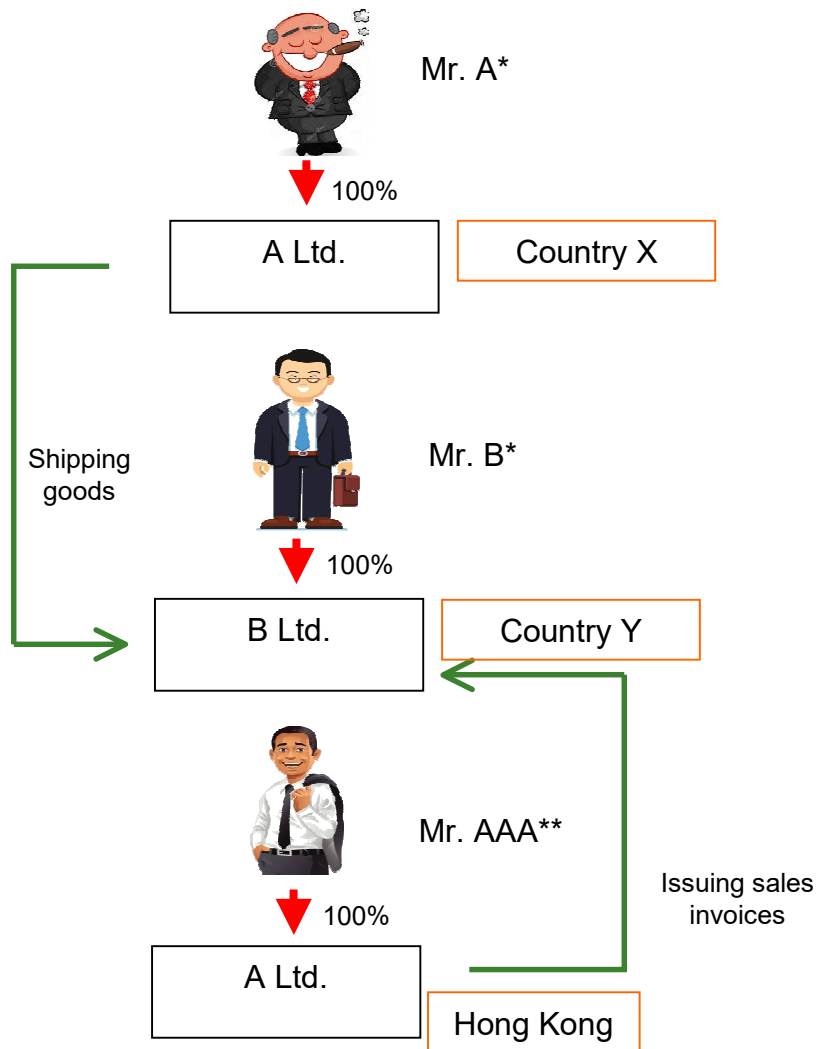 Mr. A*
100%
A Ltd.
Country X
Shipping
goods
Mr. B*
100%
B Ltd.
Country Y
Mr. AAA**
Issuing sales
invoices
100%
A Ltd.
Hong Kong